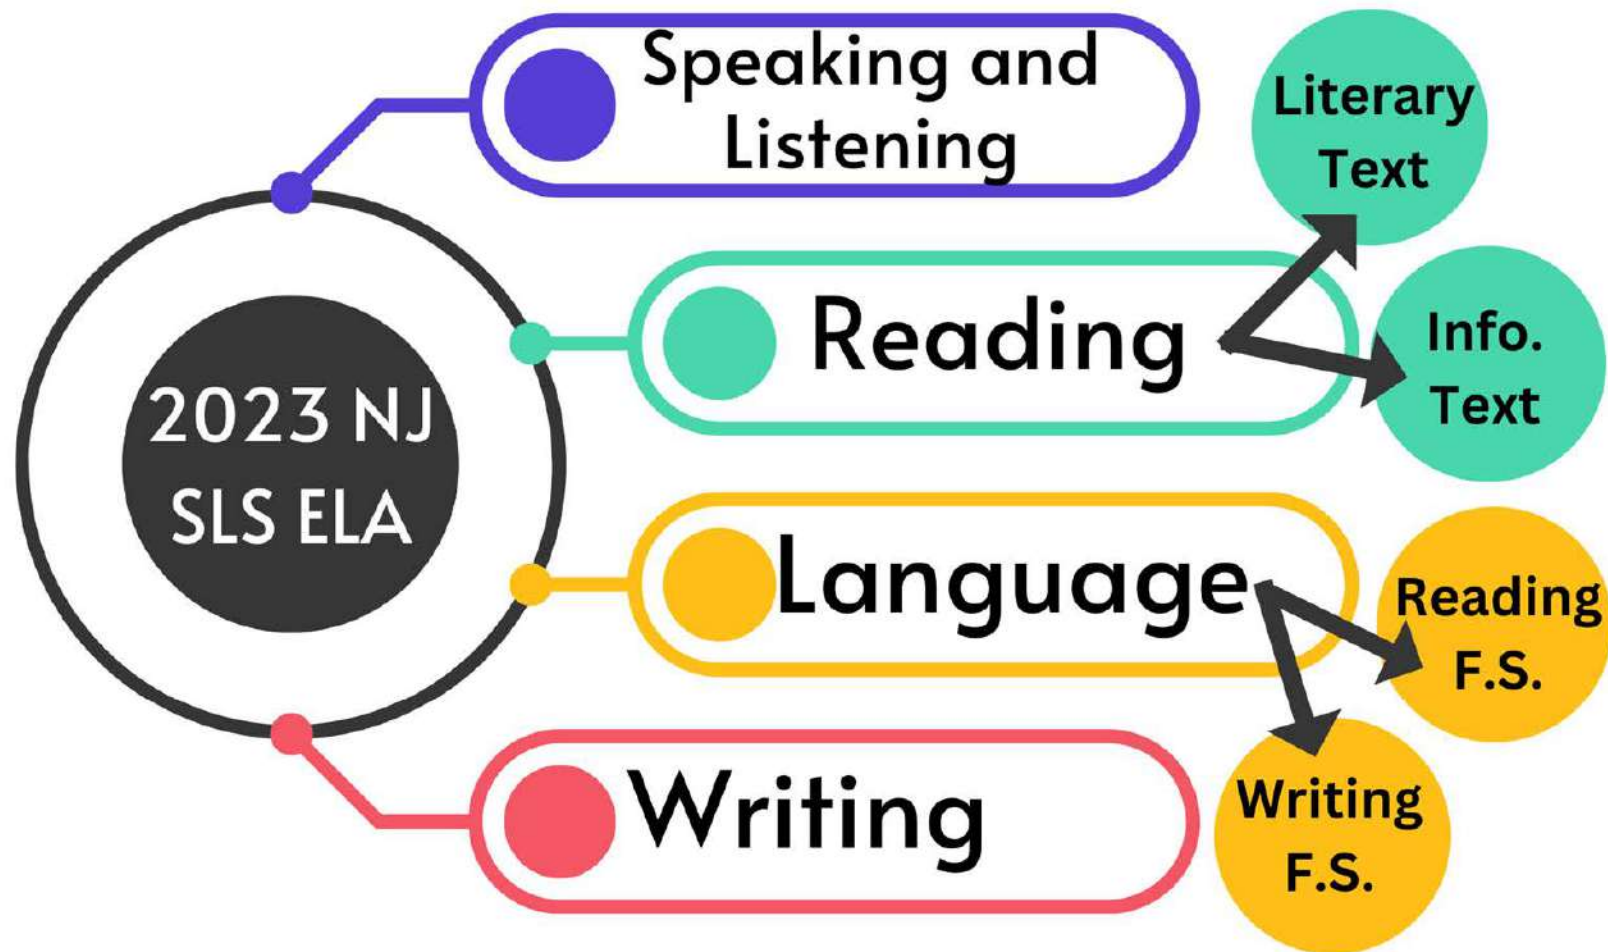 2023 NJ
SLS ELA
Speaking and
Listening
Reading
Literary
Text
Info.
Text
Language
Reading
F.S.
Writing
F.S.
Writing